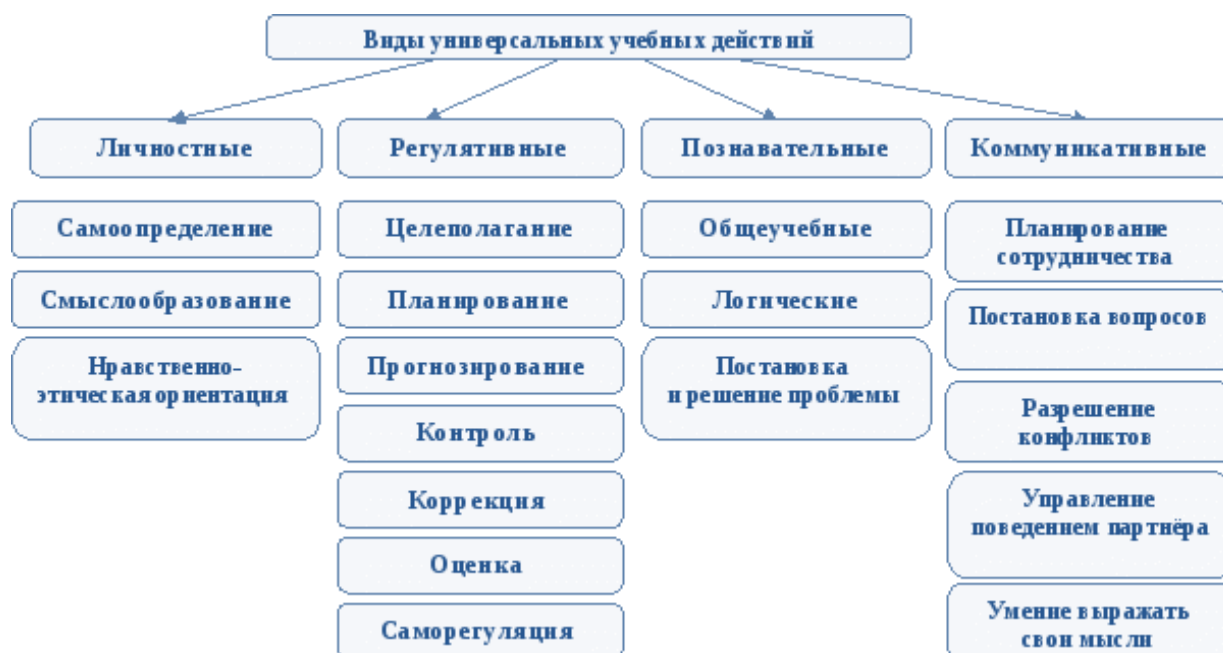 Виды универсальных учебных действий
Личностные
Регулятивные
Познавательные
Коммуникативные
Самоопределение
Смыслообразование
Нравственно-
этическая ориентация
Целеполагание
Планирование
Прогнозирование
Контроль
Коррекция
Оценка
Саморегуляция
Общеучебные
Логические
Постановка
и решение проблемы
Планирование
сотрудничества
Постановка вопросов
Разрешение
конфликтов
Управление
поведением партнёра
Умение выражать
свои мысли